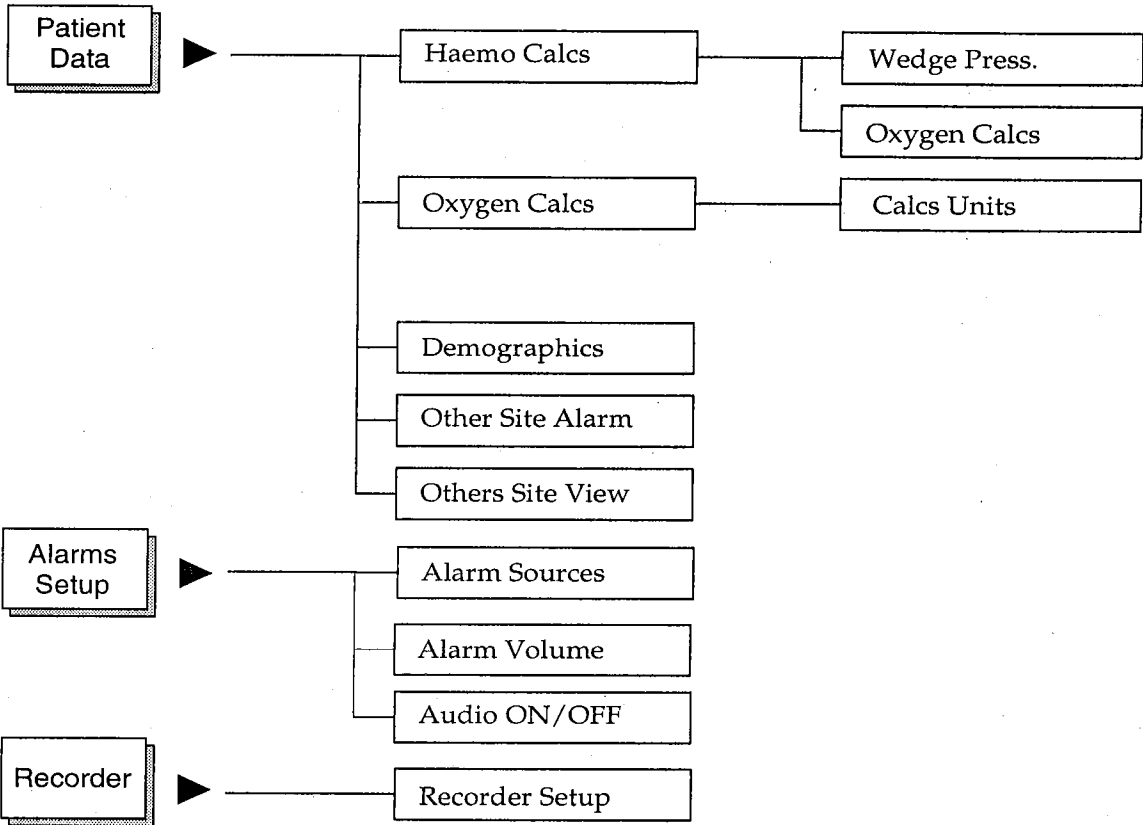 Patient
Data
Haemo Calcs
Wedge Press.
Oxygen Calcs
Oxygen Calcs
Calcs Units
Demographics
Other Site Alarm
Others Site View
Alarms
Setup
Alarm Sources
Alarm Volume
Audio ON/OFF
Recorder
Recorder Setup